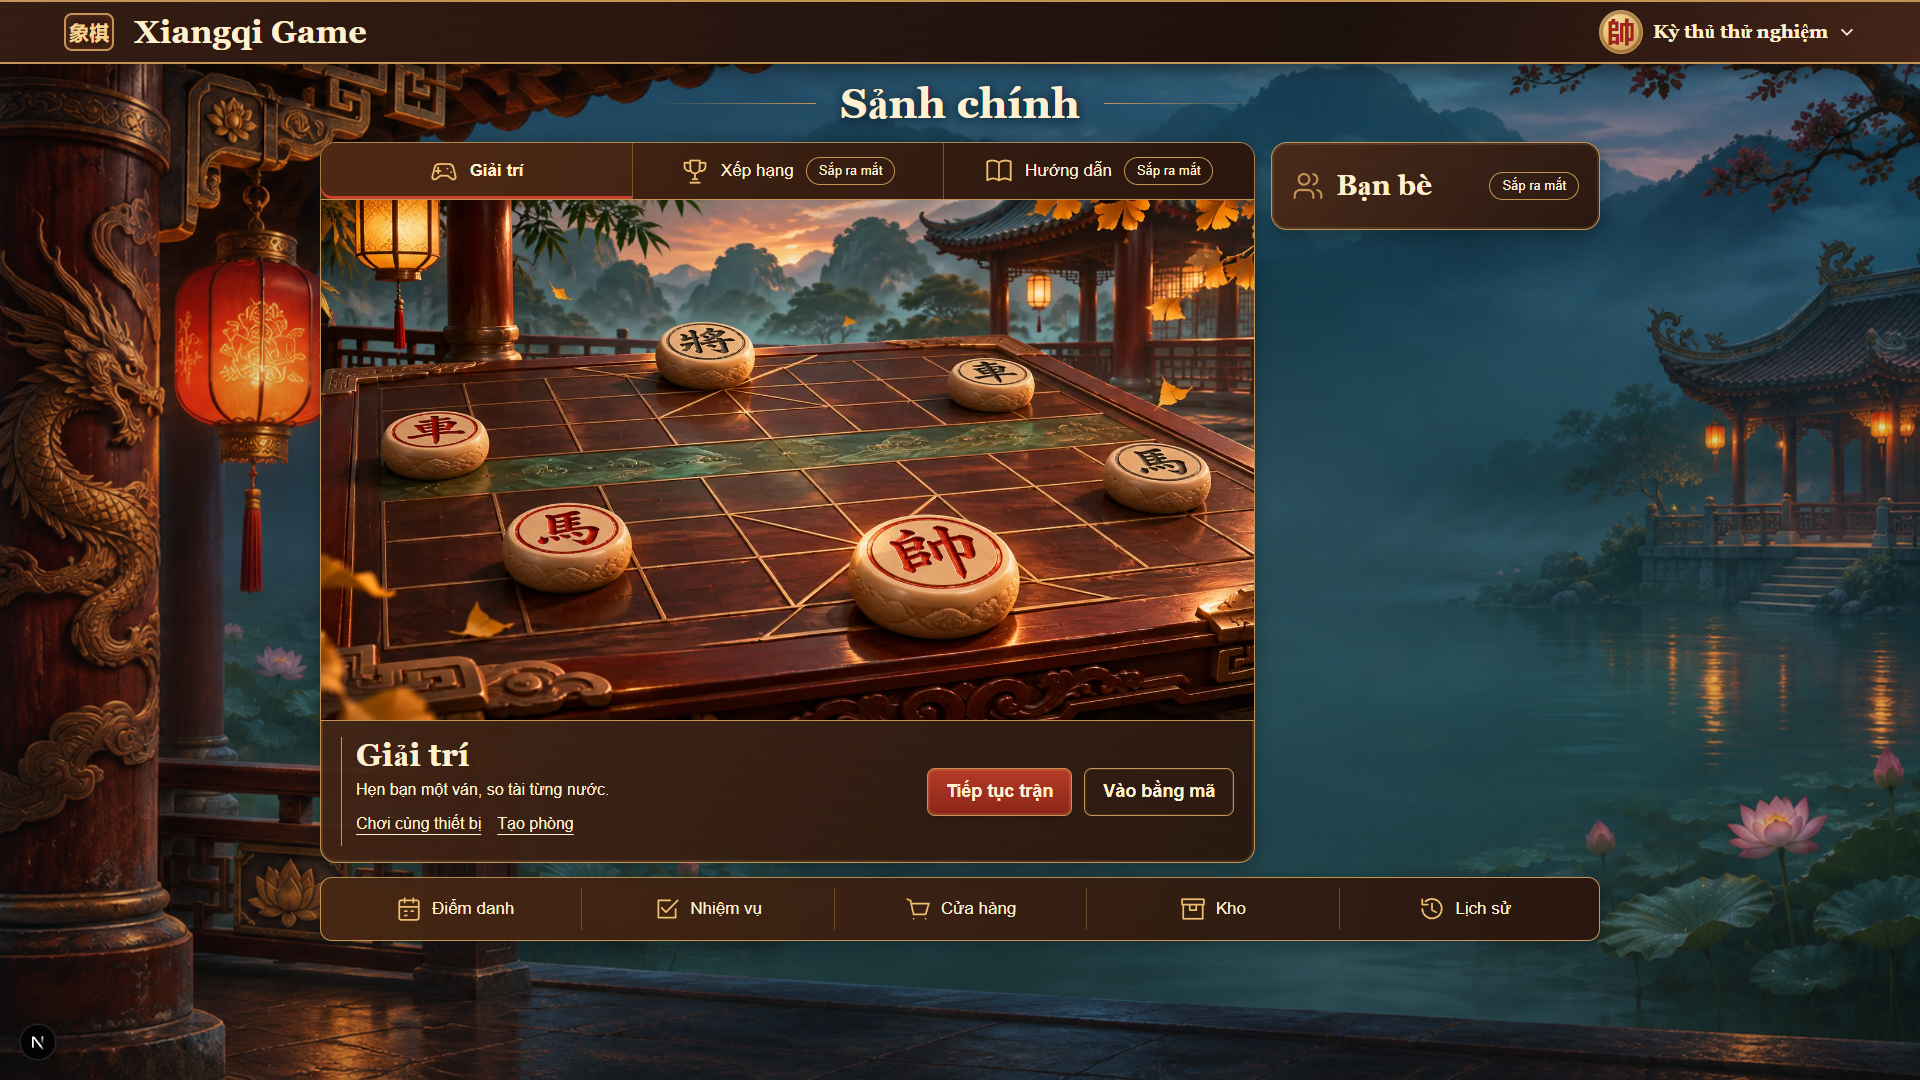 象棋 Xiangqi Game
帥 Kỳ thủ thử nghiệm
Sảnh chính
Giải trí
Xếp hạng Sắp ra mắt
Hướng dẫn Sắp ra mắt
Bạn bè Sắp ra mắt
將
車
車
馬
馬
帥
Giải trí
Hẹn bạn một ván, so tài từng nước.
Chơi cùng thiết bị Tạo phòng
Tiếp tục trận
Vào bằng mã
Điểm danh
Nhiệm vụ
Cửa hàng
Kho
Lịch sử
N